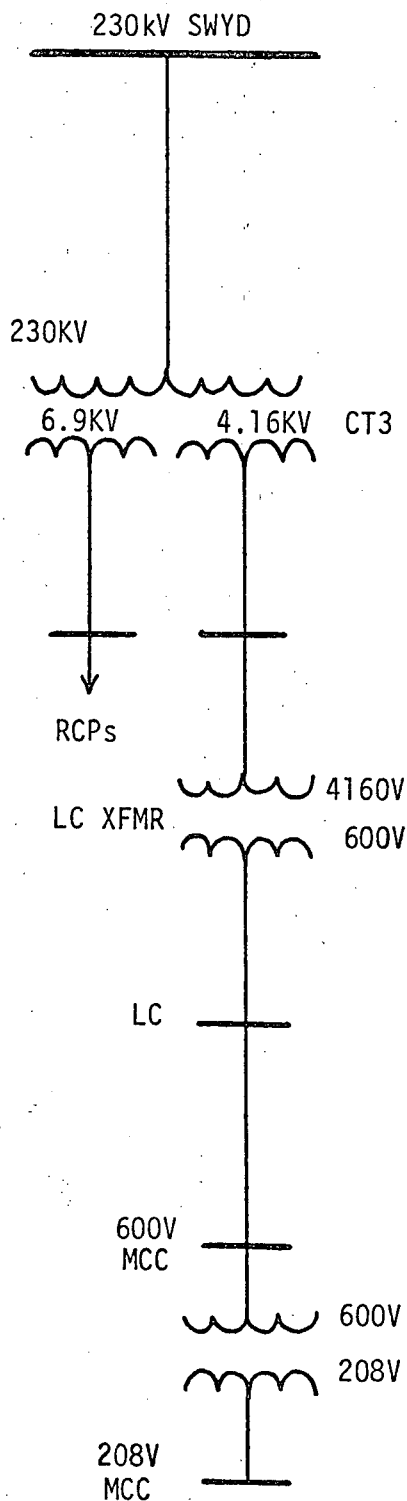 230kV SWYD
230KV
6.9KV 4.16KV CT3
RCPs
4160V
LC XFMR
600V
LC
600V
MCC
600V
208V
208V
MCC